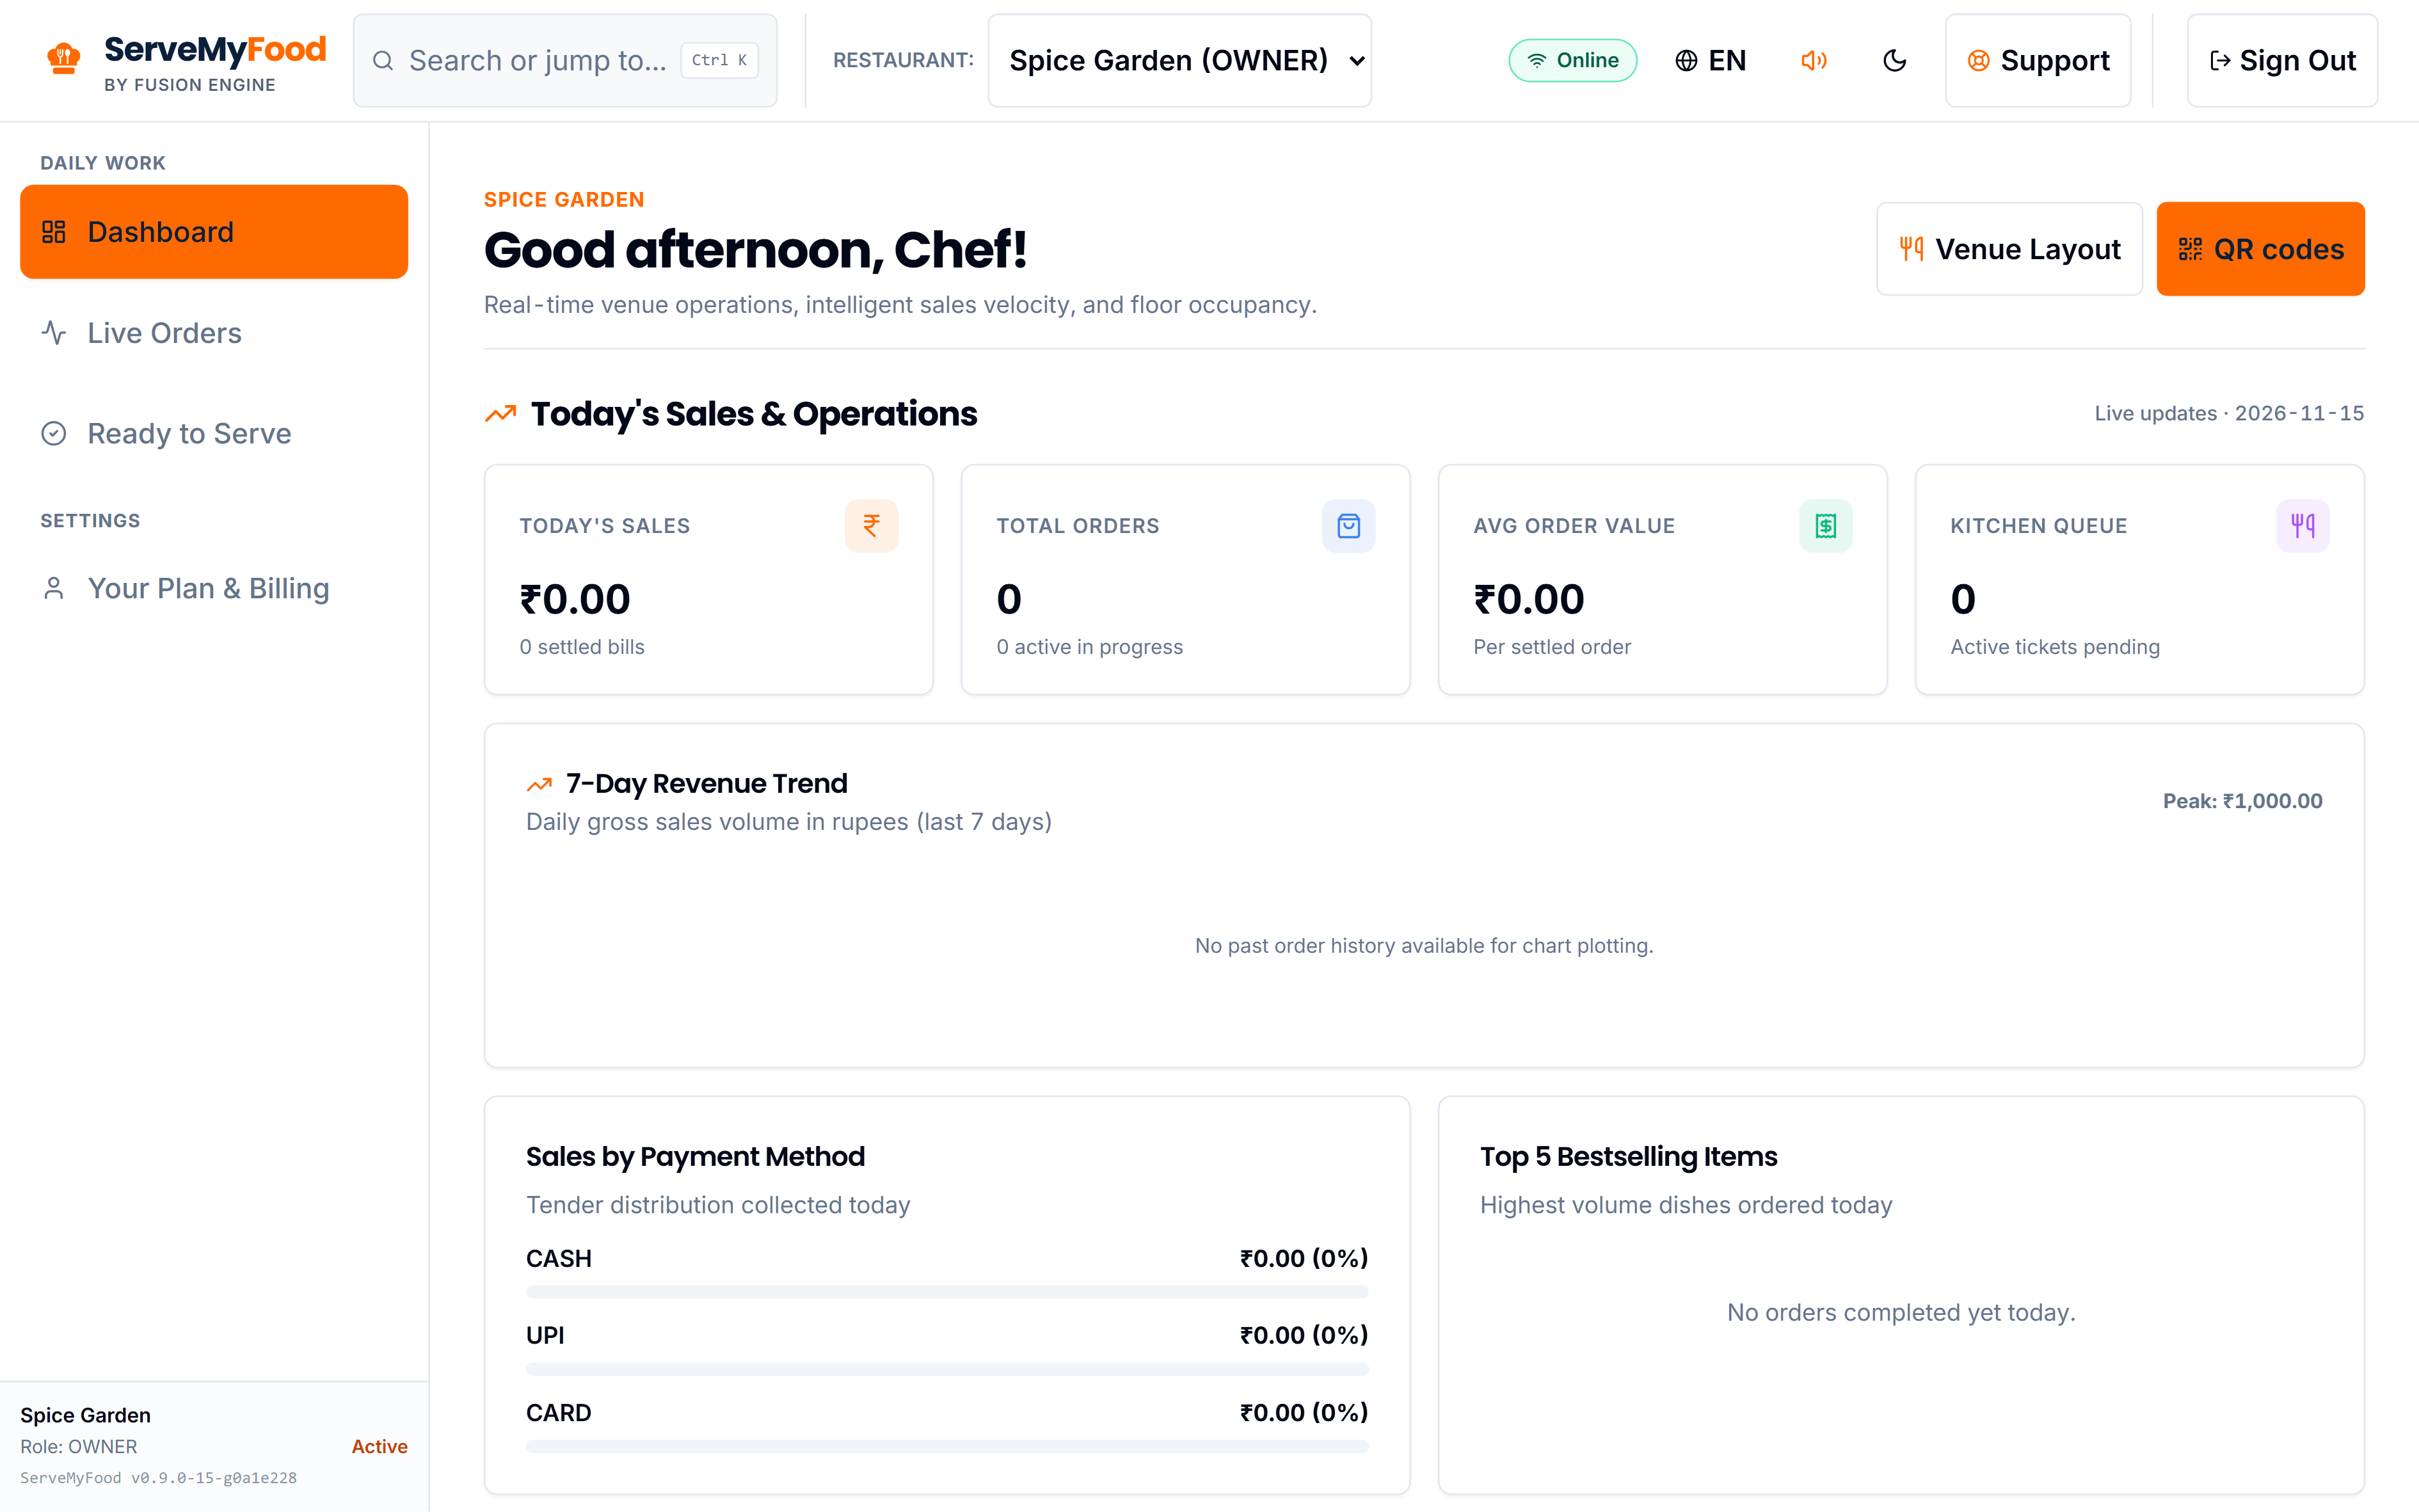 ServeMyFood
BY FUSION ENGINE
Search or jump to...
Ctrl K
RESTAURANT:
Spice Garden (OWNER)
Online
EN
Support
Sign Out
DAILY WORK
Dashboard
Live Orders
Ready to Serve
SETTINGS
Your Plan & Billing
Spice Garden
Role: OWNER
Active
ServeMyFood v0.9.0-15-g0a1e228
SPICE GARDEN
Good afternoon, Chef!
Real-time venue operations, intelligent sales velocity, and floor occupancy.
Venue Layout
QR codes
Today's Sales & Operations
Live updates · 2026-11-15
TODAY'S SALES
₹0.00
0 settled bills
TOTAL ORDERS
0
0 active in progress
AVG ORDER VALUE
₹0.00
Per settled order
KITCHEN QUEUE
0
Active tickets pending
7-Day Revenue Trend
Daily gross sales volume in rupees (last 7 days)
Peak: ₹1,000.00
No past order history available for chart plotting.
Sales by Payment Method
Tender distribution collected today
CASH ₹0.00 (0%)
UPI ₹0.00 (0%)
CARD ₹0.00 (0%)
Top 5 Bestselling Items
Highest volume dishes ordered today
No orders completed yet today.